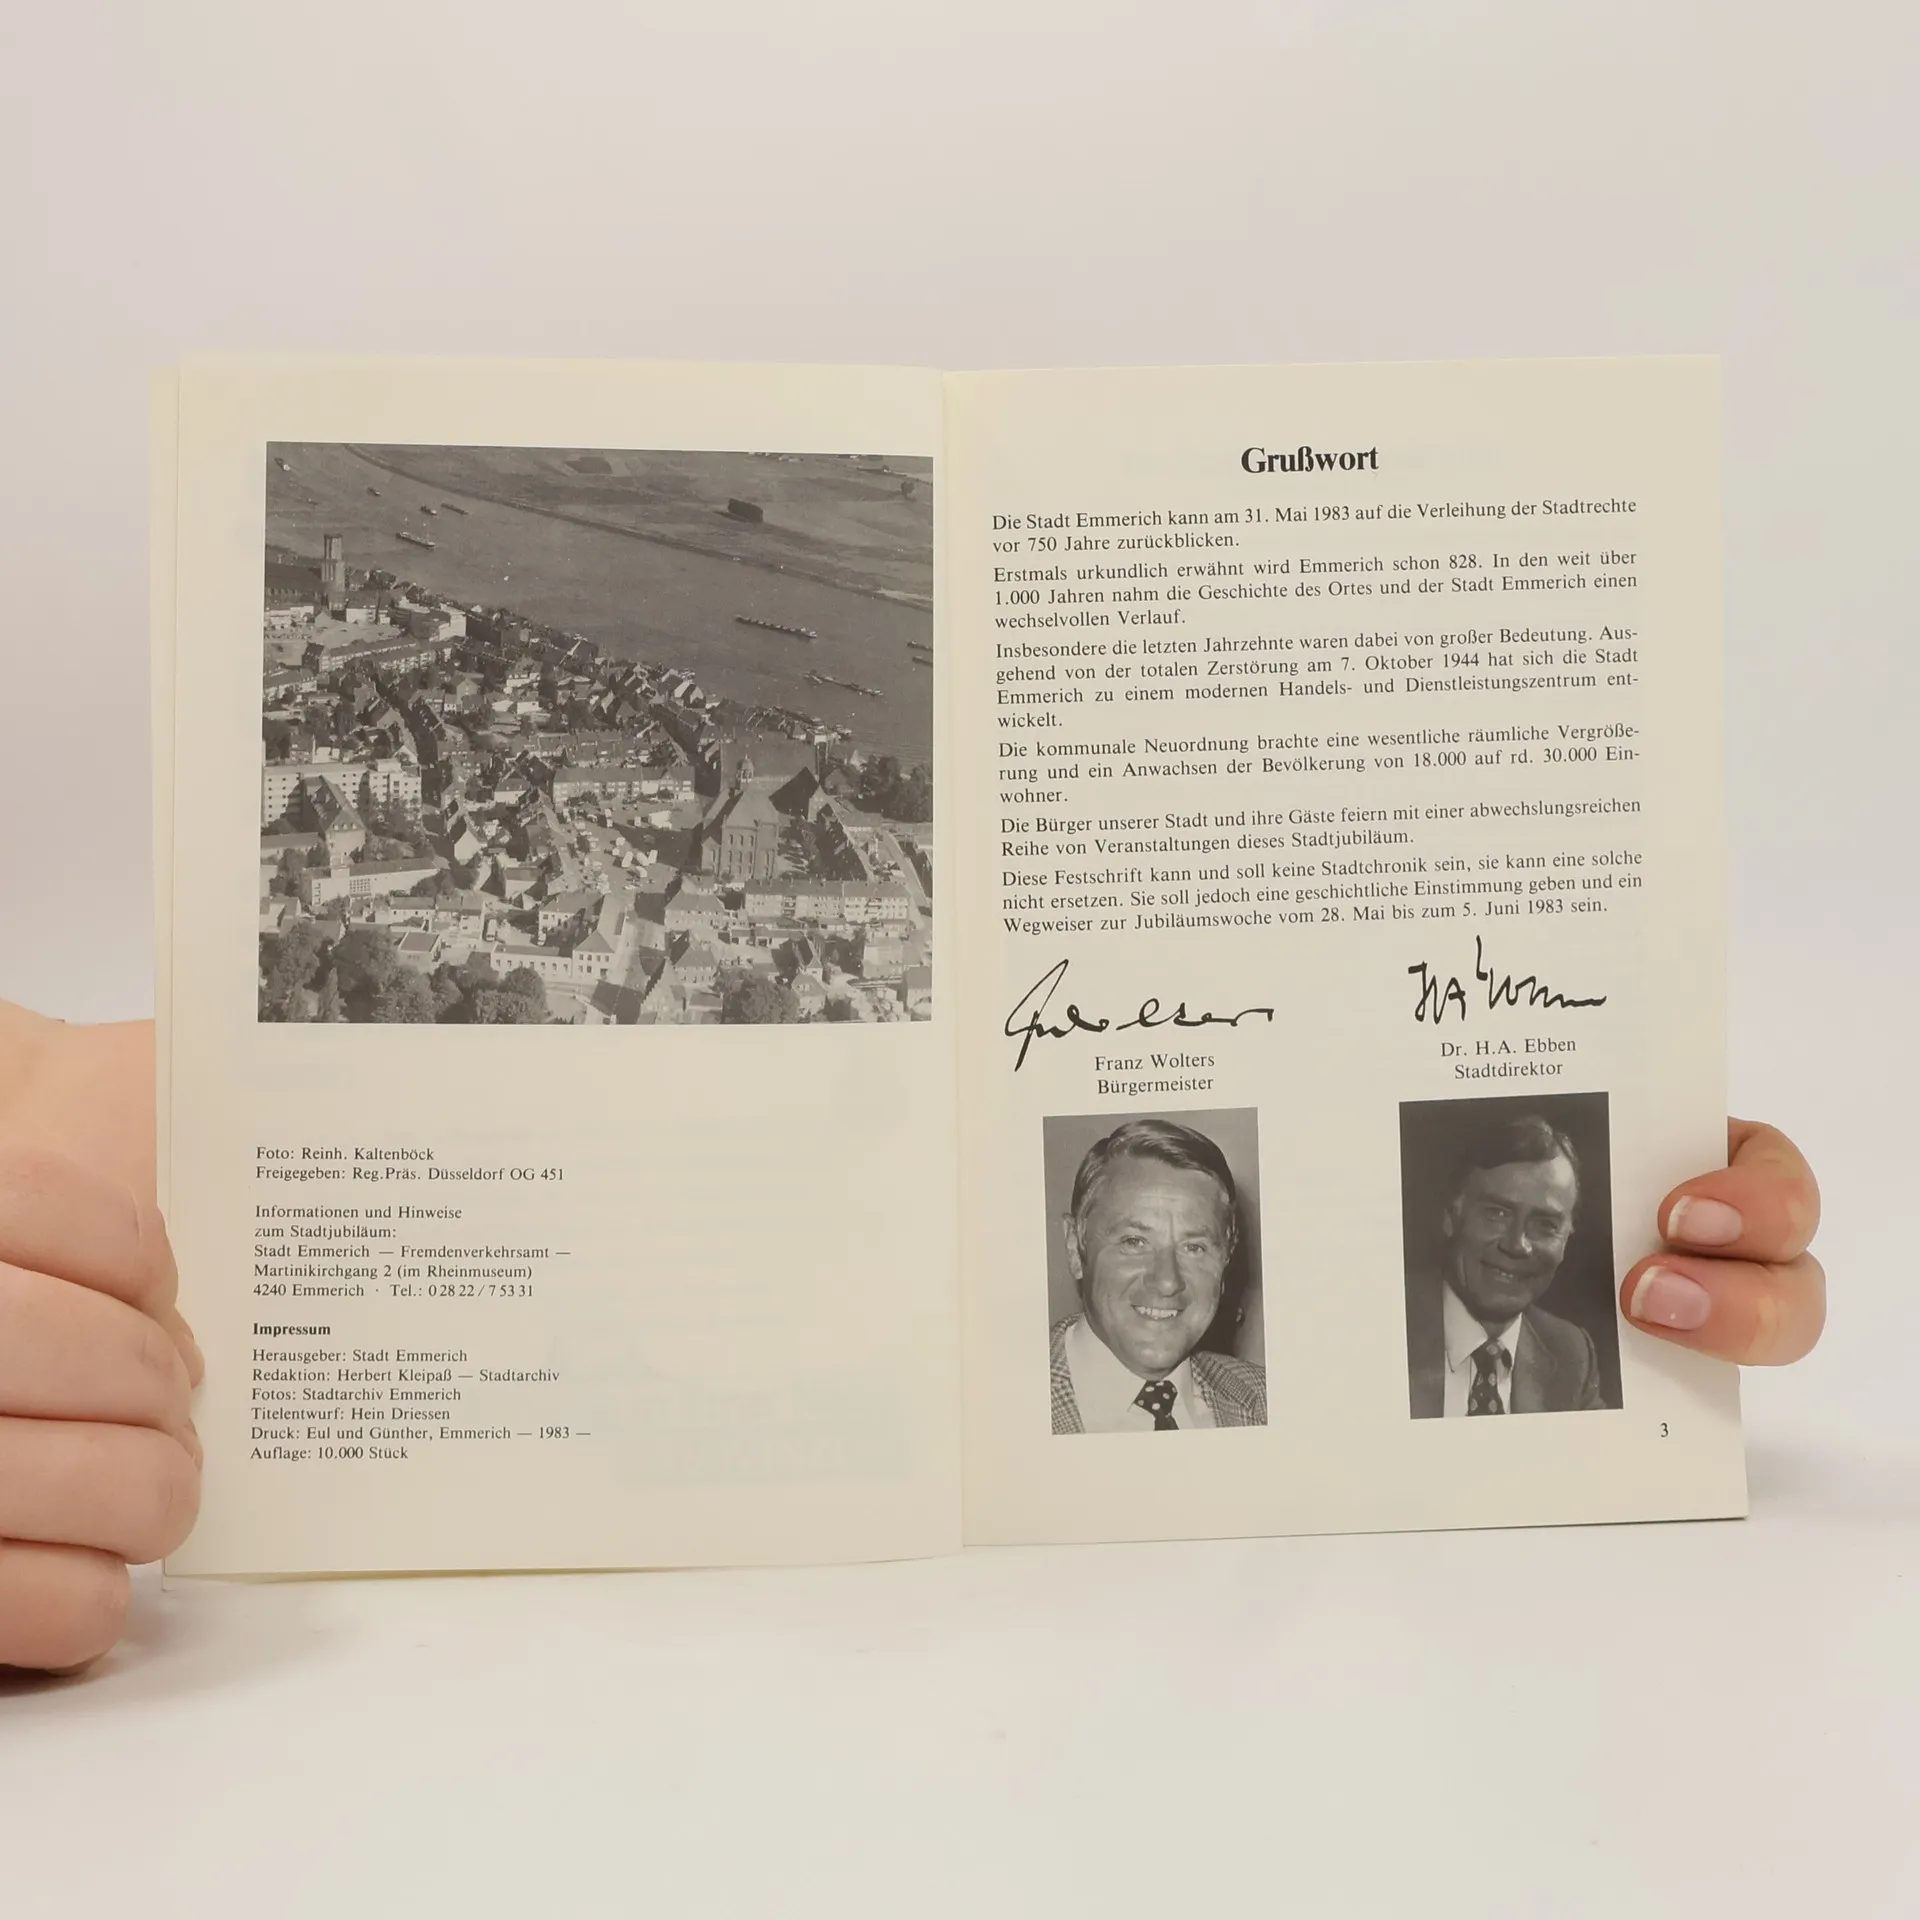 Foto: Reinh. Kaltenböck
Freigegeben: Reg.Präs. Düsseldorf OG 451
Informationen und Hinweise
zum Stadtjubiläum:
Stadt Emmerich — Fremdenverkehrsamt —
Martinikirchgang 2 (im Rheinmuseum)
4240 Emmerich · Tel.: 0 28 22 / 7 53 31
Impressum
Herausgeber: Stadt Emmerich
Redaktion: Herbert Kleipaß — Stadtarchiv
Fotos: Stadtarchiv Emmerich
Titelentwurf: Hein Driessen
Druck: Eul und Günther, Emmerich — 1983 —
Auflage: 10.000 Stück
Grußwort
Die Stadt Emmerich kann am 31. Mai 1983 auf die Verleihung der Stadtrechte
vor 750 Jahre zurückblicken.
Erstmals urkundlich erwähnt wird Emmerich schon 828. In den weit über
1.000 Jahren nahm die Geschichte des Ortes und der Stadt Emmerich einen
wechselvollen Verlauf.
Insbesondere die letzten Jahrzehnte waren dabei von großer Bedeutung. Aus-
gehend von der totalen Zerstörung am 7. Oktober 1944 hat sich die Stadt
Emmerich zu einem modernen Handels- und Dienstleistungszentrum ent-
wickelt.
Die kommunale Neuordnung brachte eine wesentliche räumliche Vergröße-
rung und ein Anwachsen der Bevölkerung von 18.000 auf rd. 30.000 Ein-
wohner.
Die Bürger unserer Stadt und ihre Gäste feiern mit einer abwechslungsreichen
Reihe von Veranstaltungen dieses Stadtjubiläum.
Diese Festschrift kann und soll keine Stadtchronik sein, sie kann eine solche
nicht ersetzen. Sie soll jedoch eine geschichtliche Einstimmung geben und ein
Wegweiser zur Jubiläumswoche vom 28. Mai bis zum 5. Juni 1983 sein.
Franz Wolters
Bürgermeister
Dr. H.A. Ebben
Stadtdirektor
3